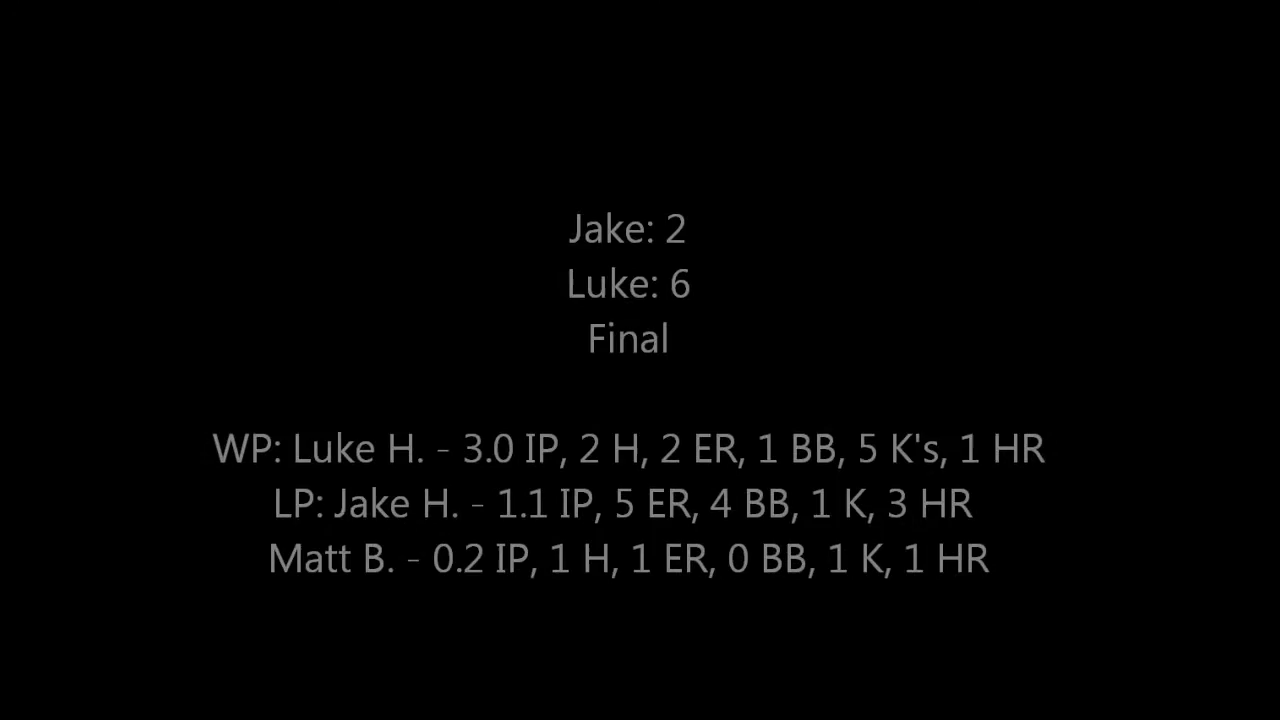 Jake: 2
Luke: 6
Final
WP: Luke H. - 3.0 IP, 2 H, 2 ER, 1 BB, 5 K's, 1 HR
LP: Jake H. - 1.1 IP, 5 ER, 4 BB, 1 K, 3 HR
Matt B. - 0.2 IP, 1 H, 1 ER, 0 BB, 1 K, 1 HR